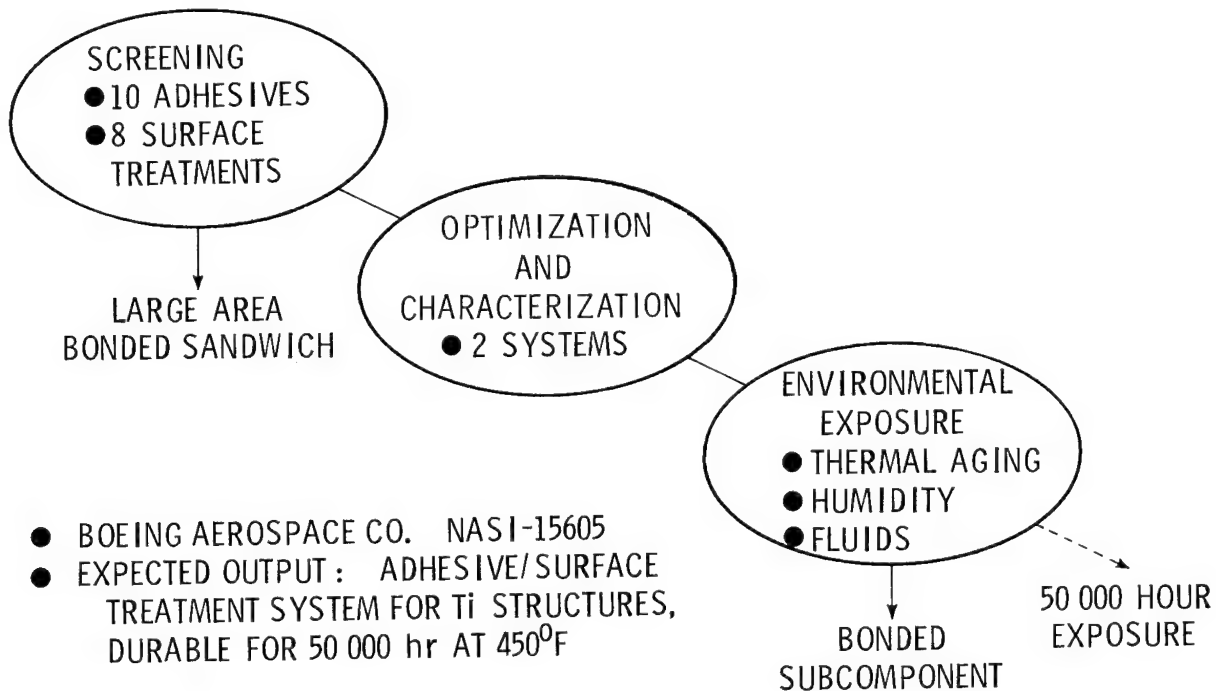 SCREENING
● 10 ADHESIVES
● 8 SURFACE
TREATMENTS
LARGE AREA
BONDED SANDWICH
OPTIMIZATION
AND
CHARACTERIZATION
● 2 SYSTEMS
ENVIRONMENTAL
EXPOSURE
● THERMAL AGING
● HUMIDITY
● FLUIDS
50 000 HOUR
EXPOSURE
BONDED
SUBCOMPONENT
● BOEING AEROSPACE CO. NASI-15605
● EXPECTED OUTPUT: ADHESIVE/SURFACE
TREATMENT SYSTEM FOR Ti STRUCTURES,
DURABLE FOR 50 000 hr AT 450⁰F